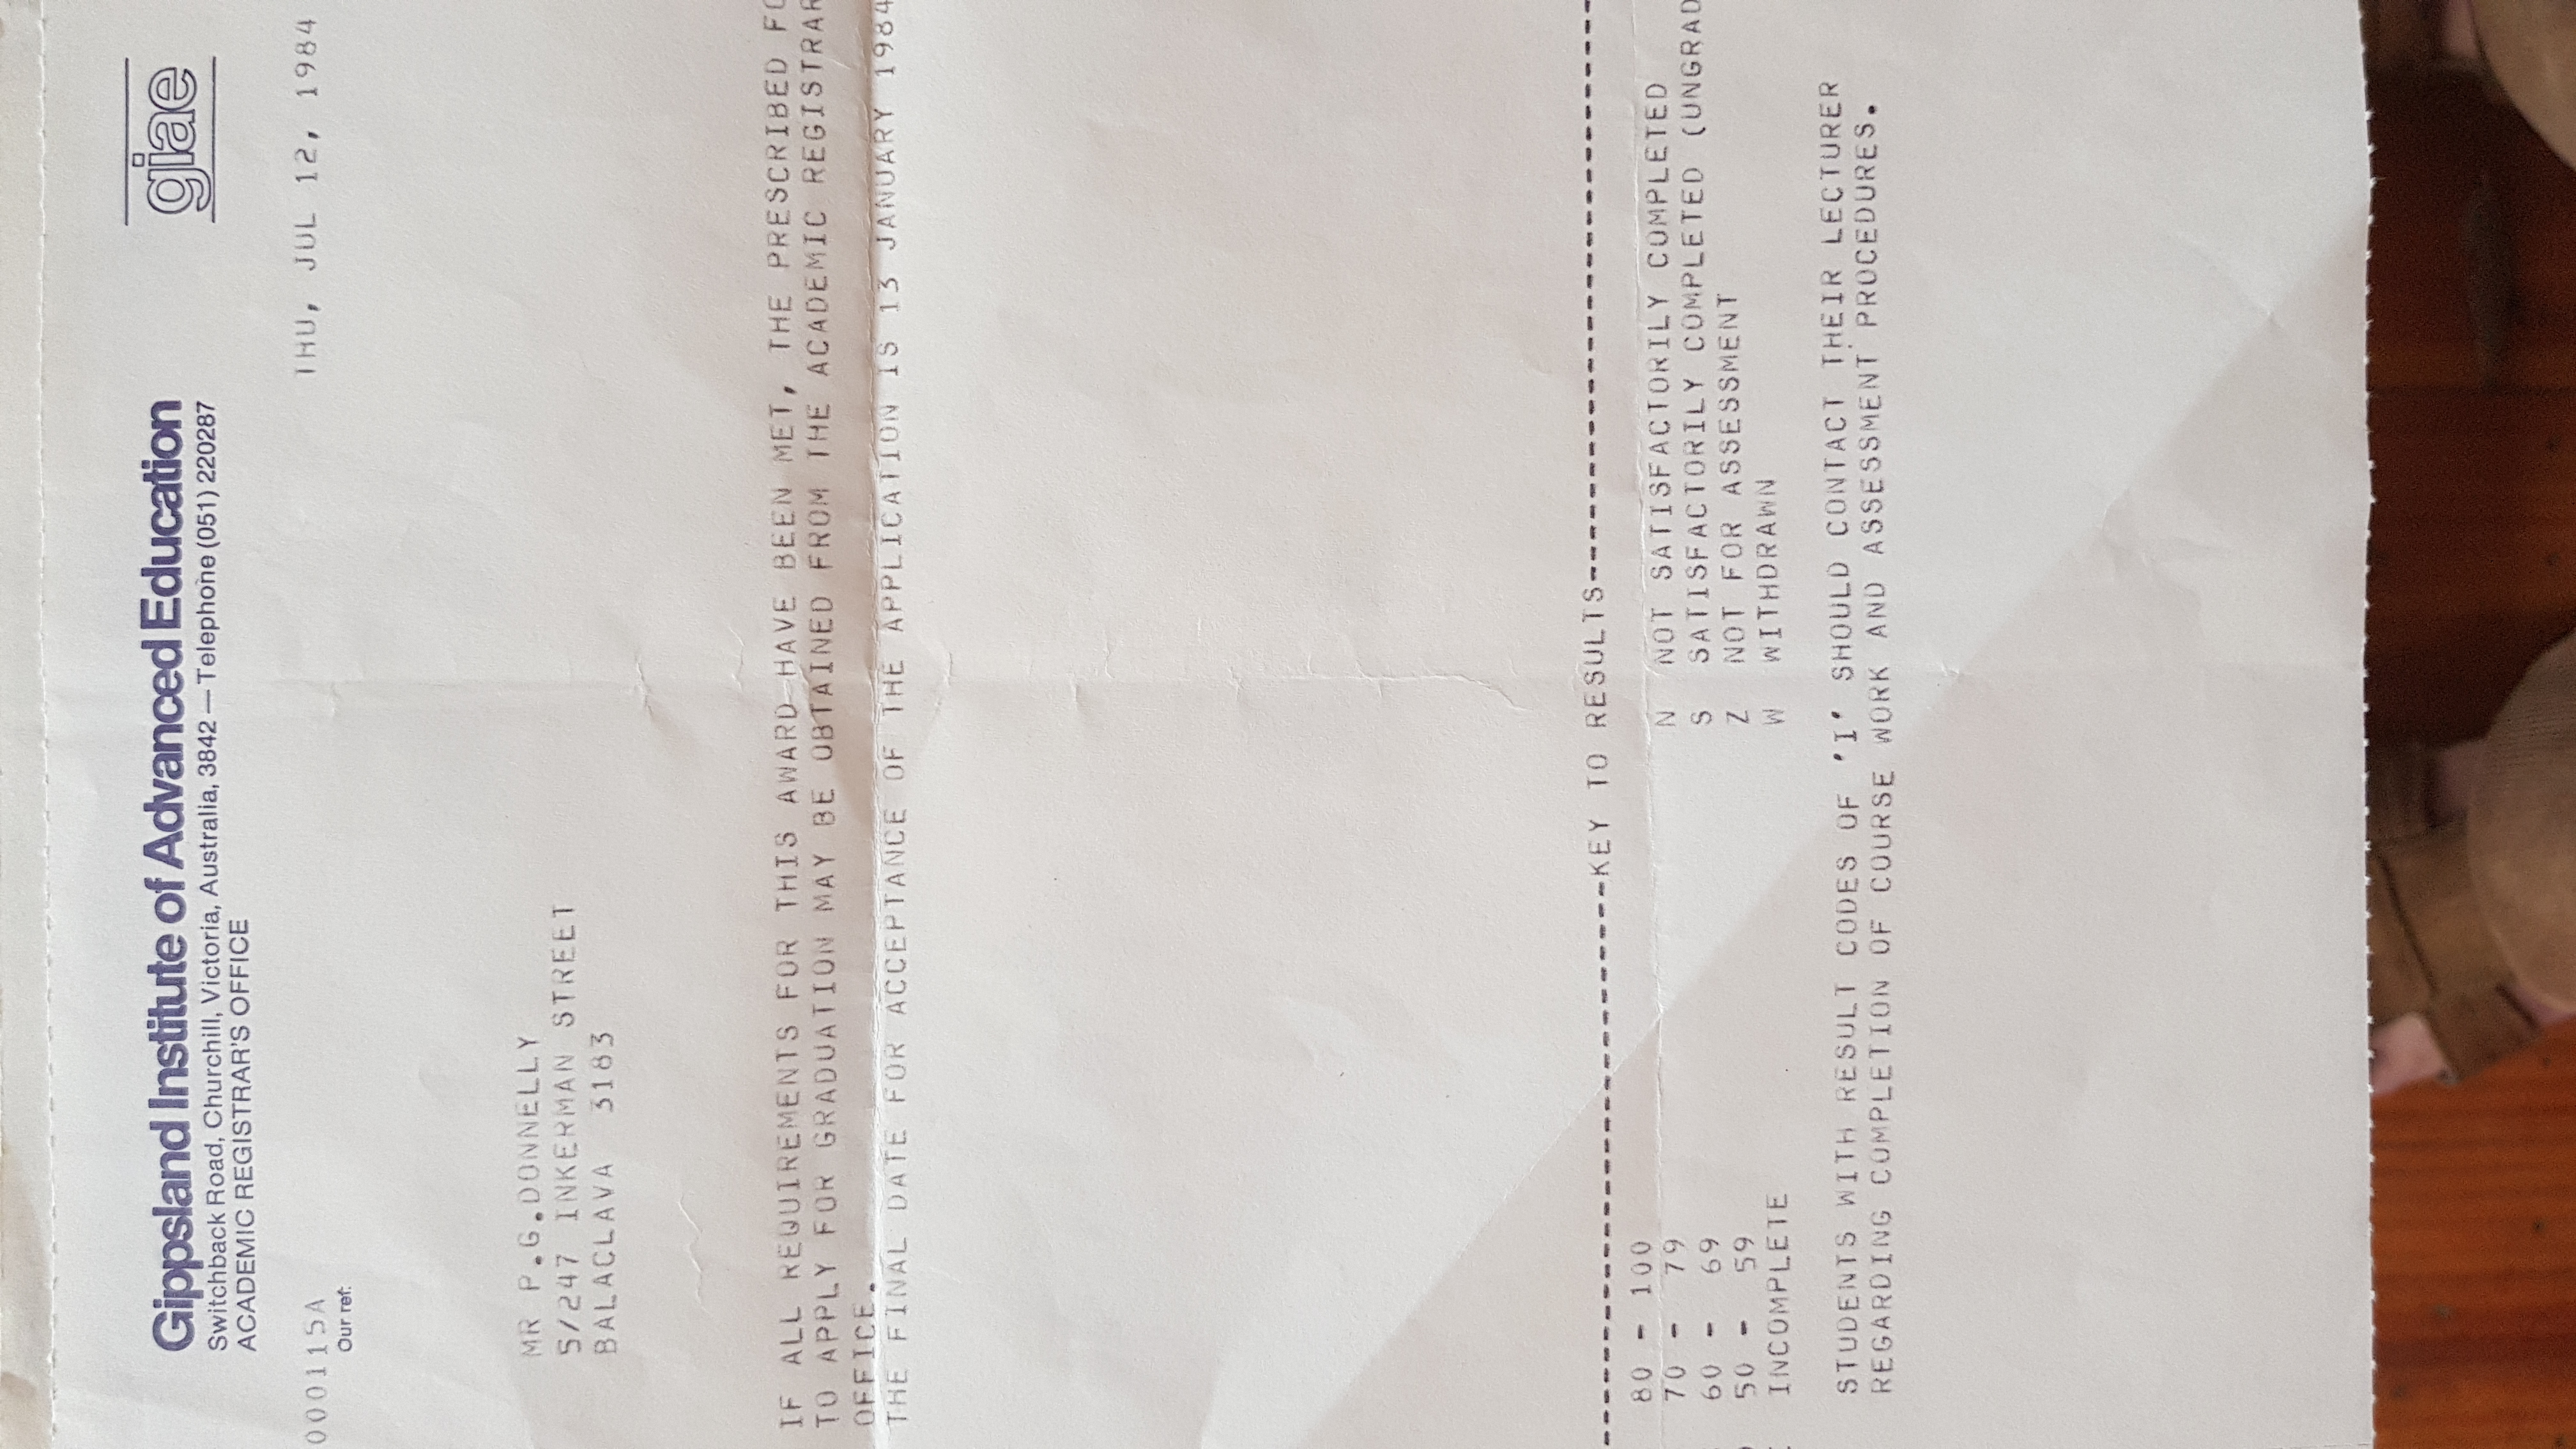 Gippsland Institute of Advanced Education
giae
Switchback Road, Churchill, Victoria, Australia, 3842 — Telephone (051) 220287
ACADEMIC REGISTRAR'S OFFICE
000115A
THU, JUL 12, 1984
Our ref:
MR P.G.DONNELLY
5/247 INKERMAN STREET
BALACLAVA 3183
IF ALL REQUIREMENTS FOR THIS AWARD HAVE BEEN MET, THE PRESCRIBED FO
TO APPLY FOR GRADUATION MAY BE OBTAINED FROM THE ACADEMIC REGISTRAR
OFFICE.
THE FINAL DATE FOR ACCEPTANCE OF THE APPLICATION IS 13 JANUARY 1984
--------------------------KEY TO RESULTS----------------------------
80 - 100
70 - 79
N NOT SATISFACTORILY COMPLETED
60 - 69
S SATISFACTORILY COMPLETED (UNGRAD
50 - 59
Z NOT FOR ASSESSMENT
INCOMPLETE
W WITHDRAWN
STUDENTS WITH RESULT CODES OF 'I' SHOULD CONTACT THEIR LECTURER
REGARDING COMPLETION OF COURSE WORK AND ASSESSMENT PROCEDURES.